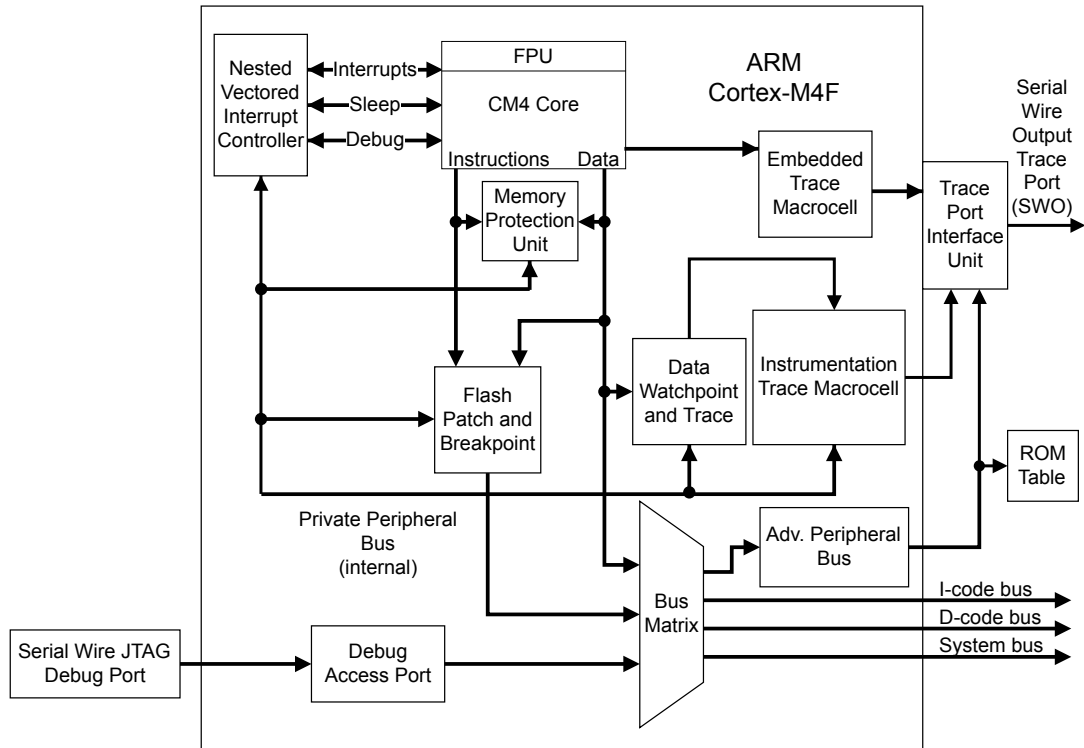 Nested
Vectored
Interrupt
Controller
Interrupts
Sleep
Debug
FPU
CM4 Core
Instructions
Data
ARM
Cortex-M4F
Serial
Wire
Output
Trace
Port
(SWO)
Memory
Protection
Unit
Embedded
Trace
Macrocell
Trace
Port
Interface
Unit
Flash
Patch and
Breakpoint
Data
Watchpoint
and Trace
Instrumentation
Trace Macrocell
ROM
Table
Private Peripheral
Bus
(internal)
Adv. Peripheral
Bus
Bus
Matrix
I-code bus
D-code bus
System bus
Serial Wire JTAG
Debug Port
Debug
Access Port